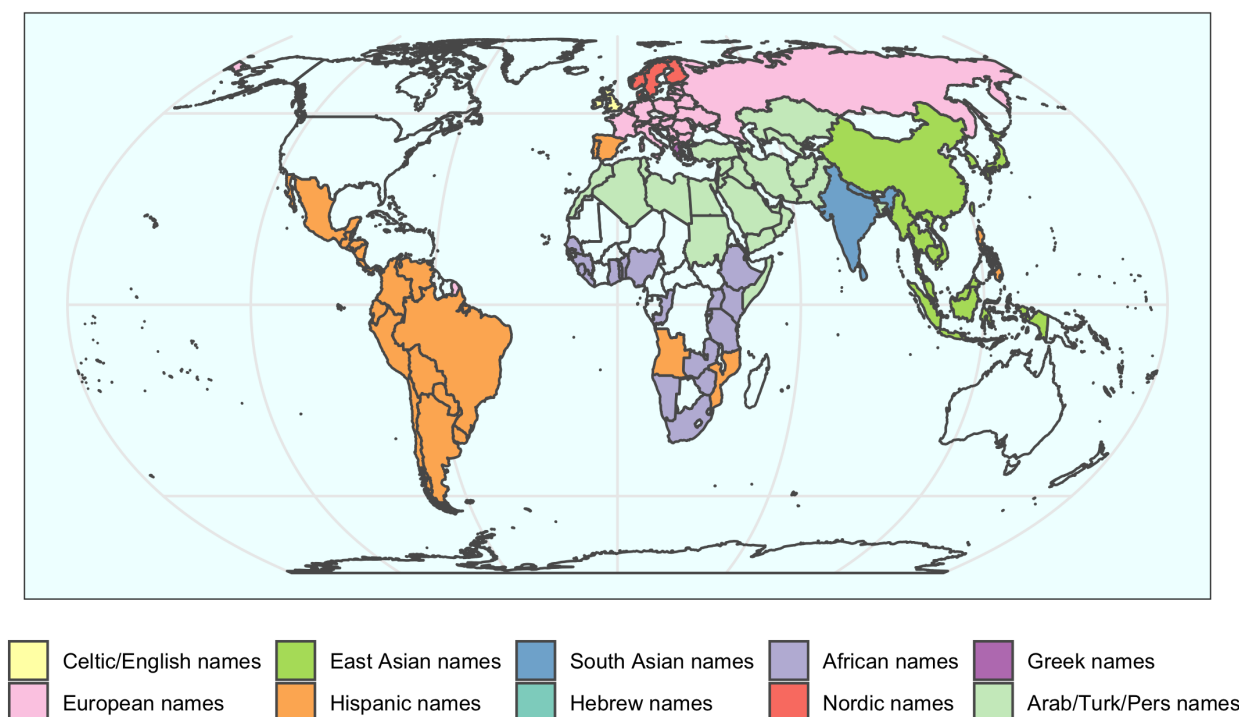 Celtic/English names East Asian names South Asian names African names Greek names
European names Hispanic names Hebrew names Nordic names Arab/Turk/Pers names